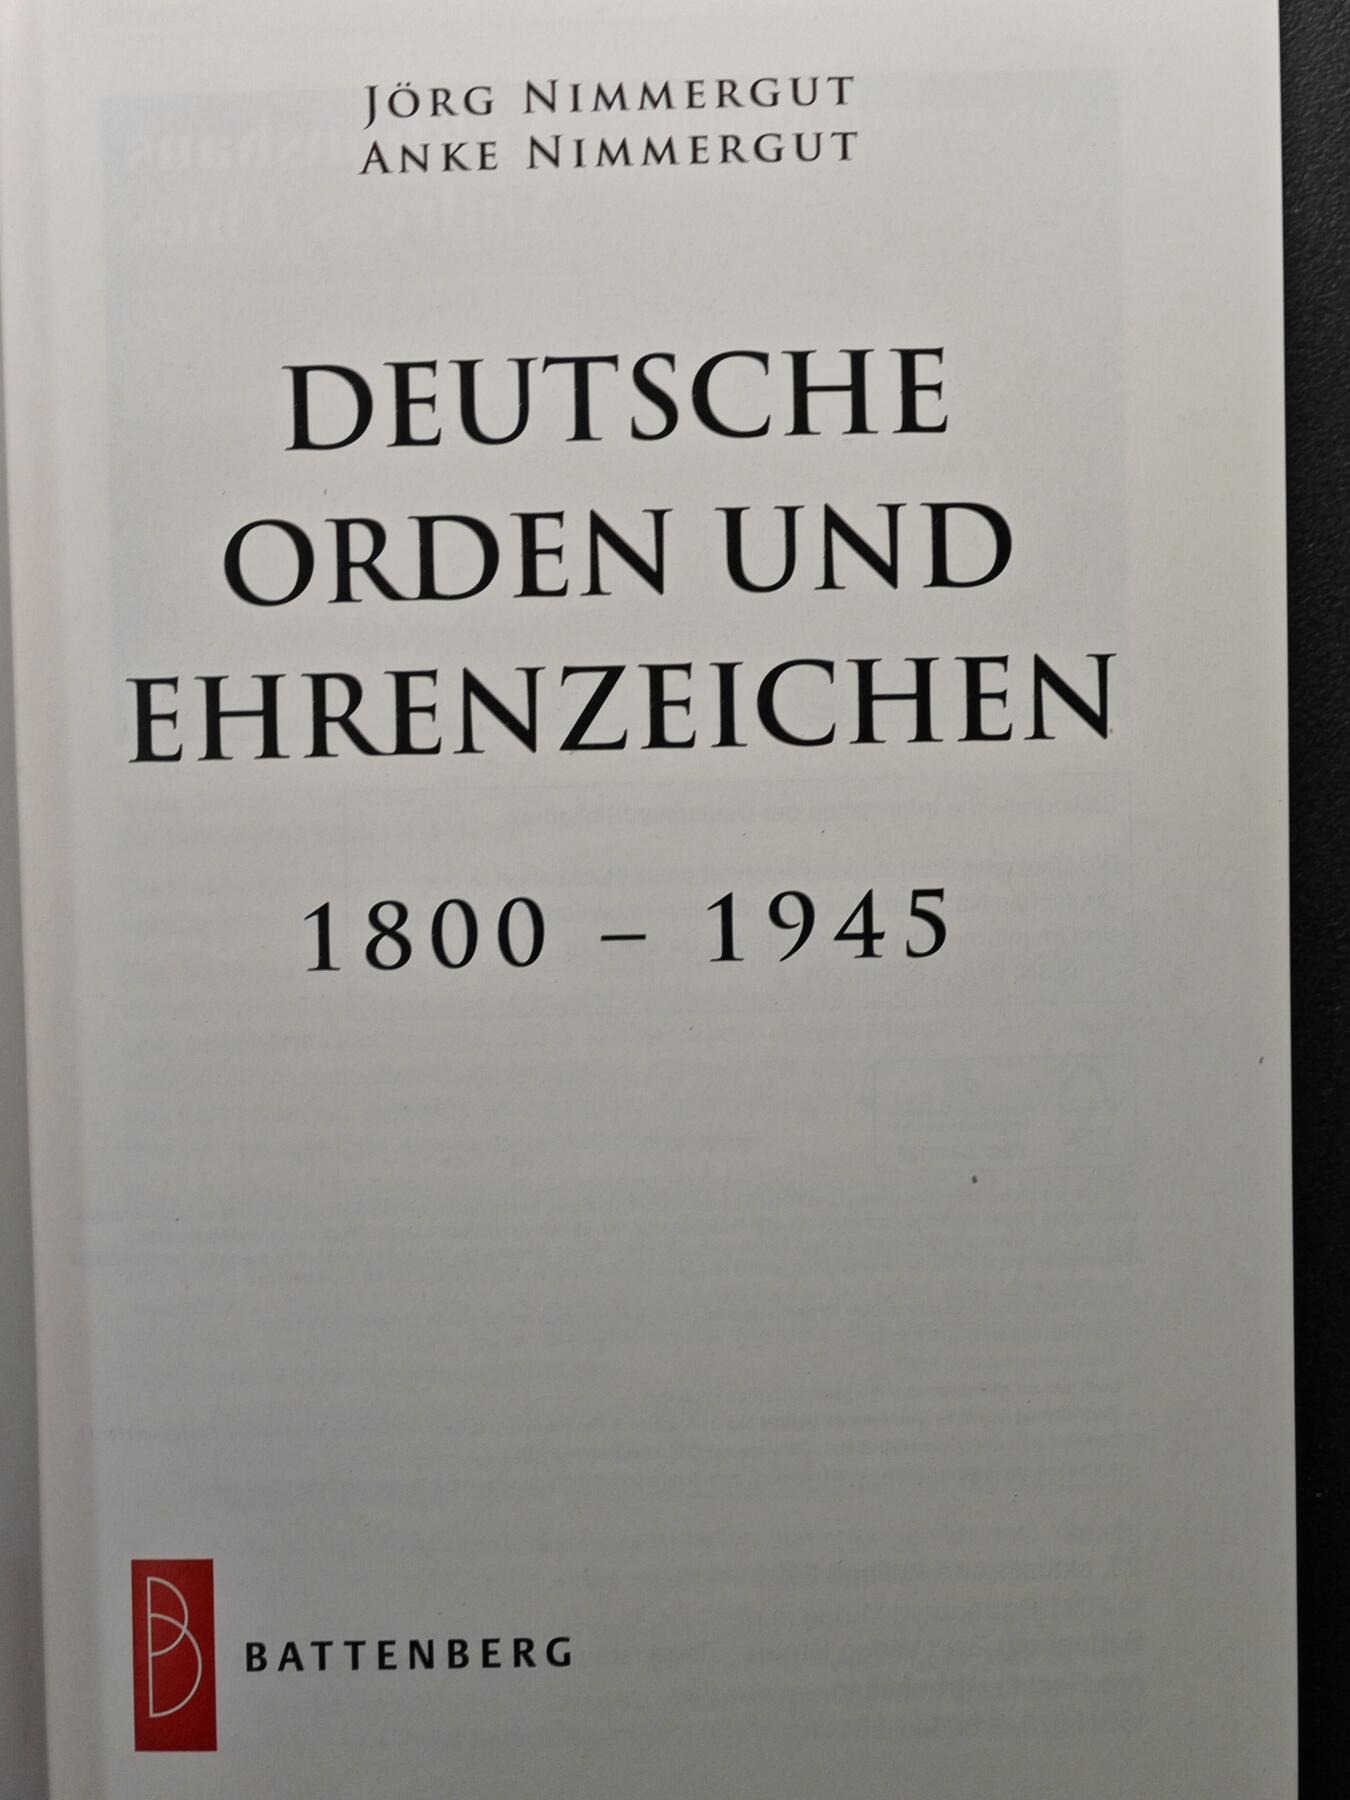 JÖRG NIMMERGUT
ANKE NIMMERGUT
DEUTSCHE
ORDEN UND
EHRENZEICHEN
1800 – 1945
BATTENBERG